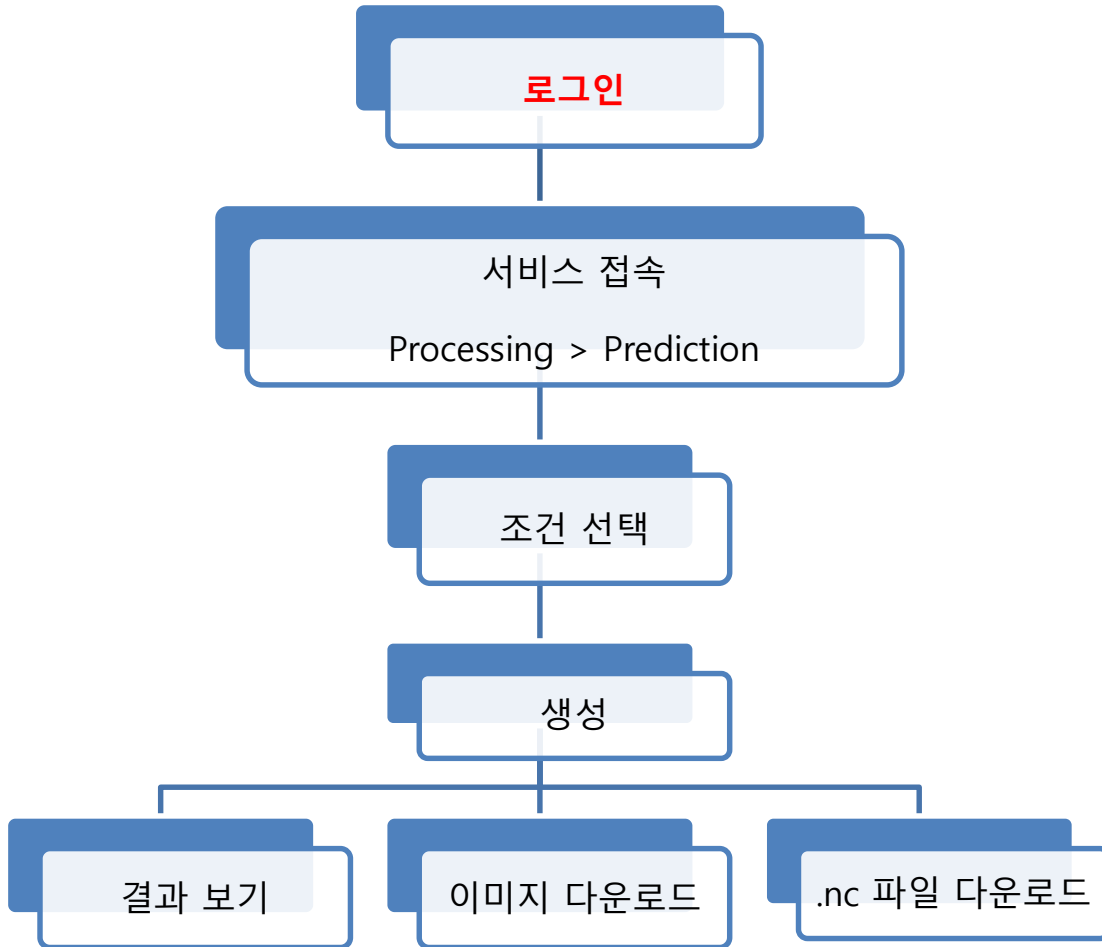 로그인
서비스 접속
Processing > Prediction
조건 선택
생성
결과 보기
이미지 다운로드
.nc 파일 다운로드